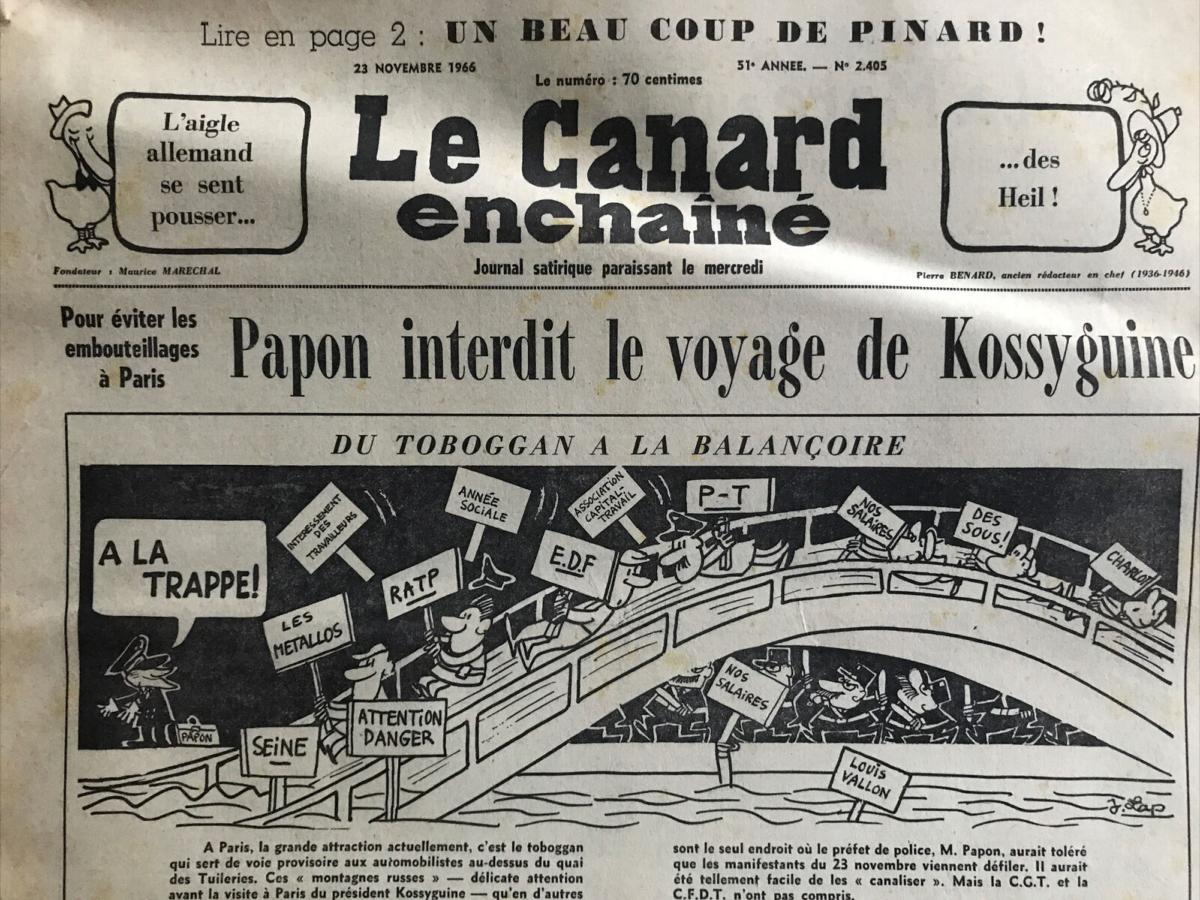 Lire en page 2 : UN BEAU COUP DE PINARD !
23 NOVEMBRE 1966
51e ANNEE. — No 2.405
Le numéro : 70 centimes
L'aigle
allemand
se sent
pousser...
Le Canard
enchaîné
...des
Heil !
Fondateur : Maurice MARECHAL
Journal satirique paraissant le mercredi
Pierre BENARD, ancien rédacteur en chef (1936-1946)
Pour éviter les
embouteillages
à Paris
Papon interdit le voyage de Kossyguine
DU TOBOGGAN A LA BALANÇOIRE
A LA
TRAPPE!
INTERESSEMENT
DES
TRAVAILLEURS
ANNÉE
SOCIALE
ASSOCIATION
CAPITAL-
TRAVAIL
P-T
NOS
SALAIRES
DES
SOUS!
CHARLOT
LES
METALLOS
RATP
E.D.F
PAPON
SEiNE
ATTENTiON
DANGER
NOS
SALAIRES
LOUiS
VALLON
J. Lap
A Paris, la grande attraction actuellement, c'est le toboggan
qui sert de voie provisoire aux automobilistes au-dessus du quai
des Tuileries. Ces « montagnes russes » — délicate attention
avant la visite à Paris du président Kossyguine — qu'en d'autres
sont le seul endroit où le préfet de police, M. Papon, aurait toléré
que les manifestants du 23 novembre viennent défiler. Il aurait
été tellement facile de les « canaliser ». Mais la C.G.T. et la
C.F.D.T. n'ont pas compris.